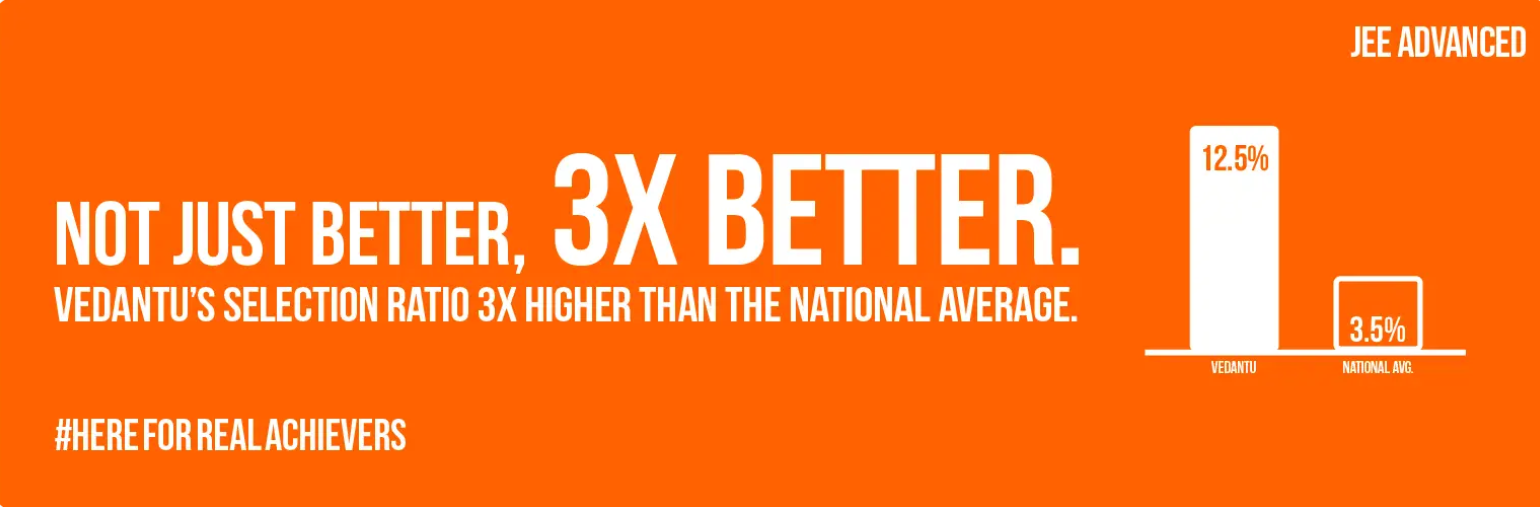 JEE ADVANCED
NOT JUST BETTER, 3X BETTER.
VEDANTU'S SELECTION RATIO 3X HIGHER THAN THE NATIONAL AVERAGE.
12.5%
3.5%
VEDANTU
NATIONAL AVG.
#HERE FOR REAL ACHIEVERS